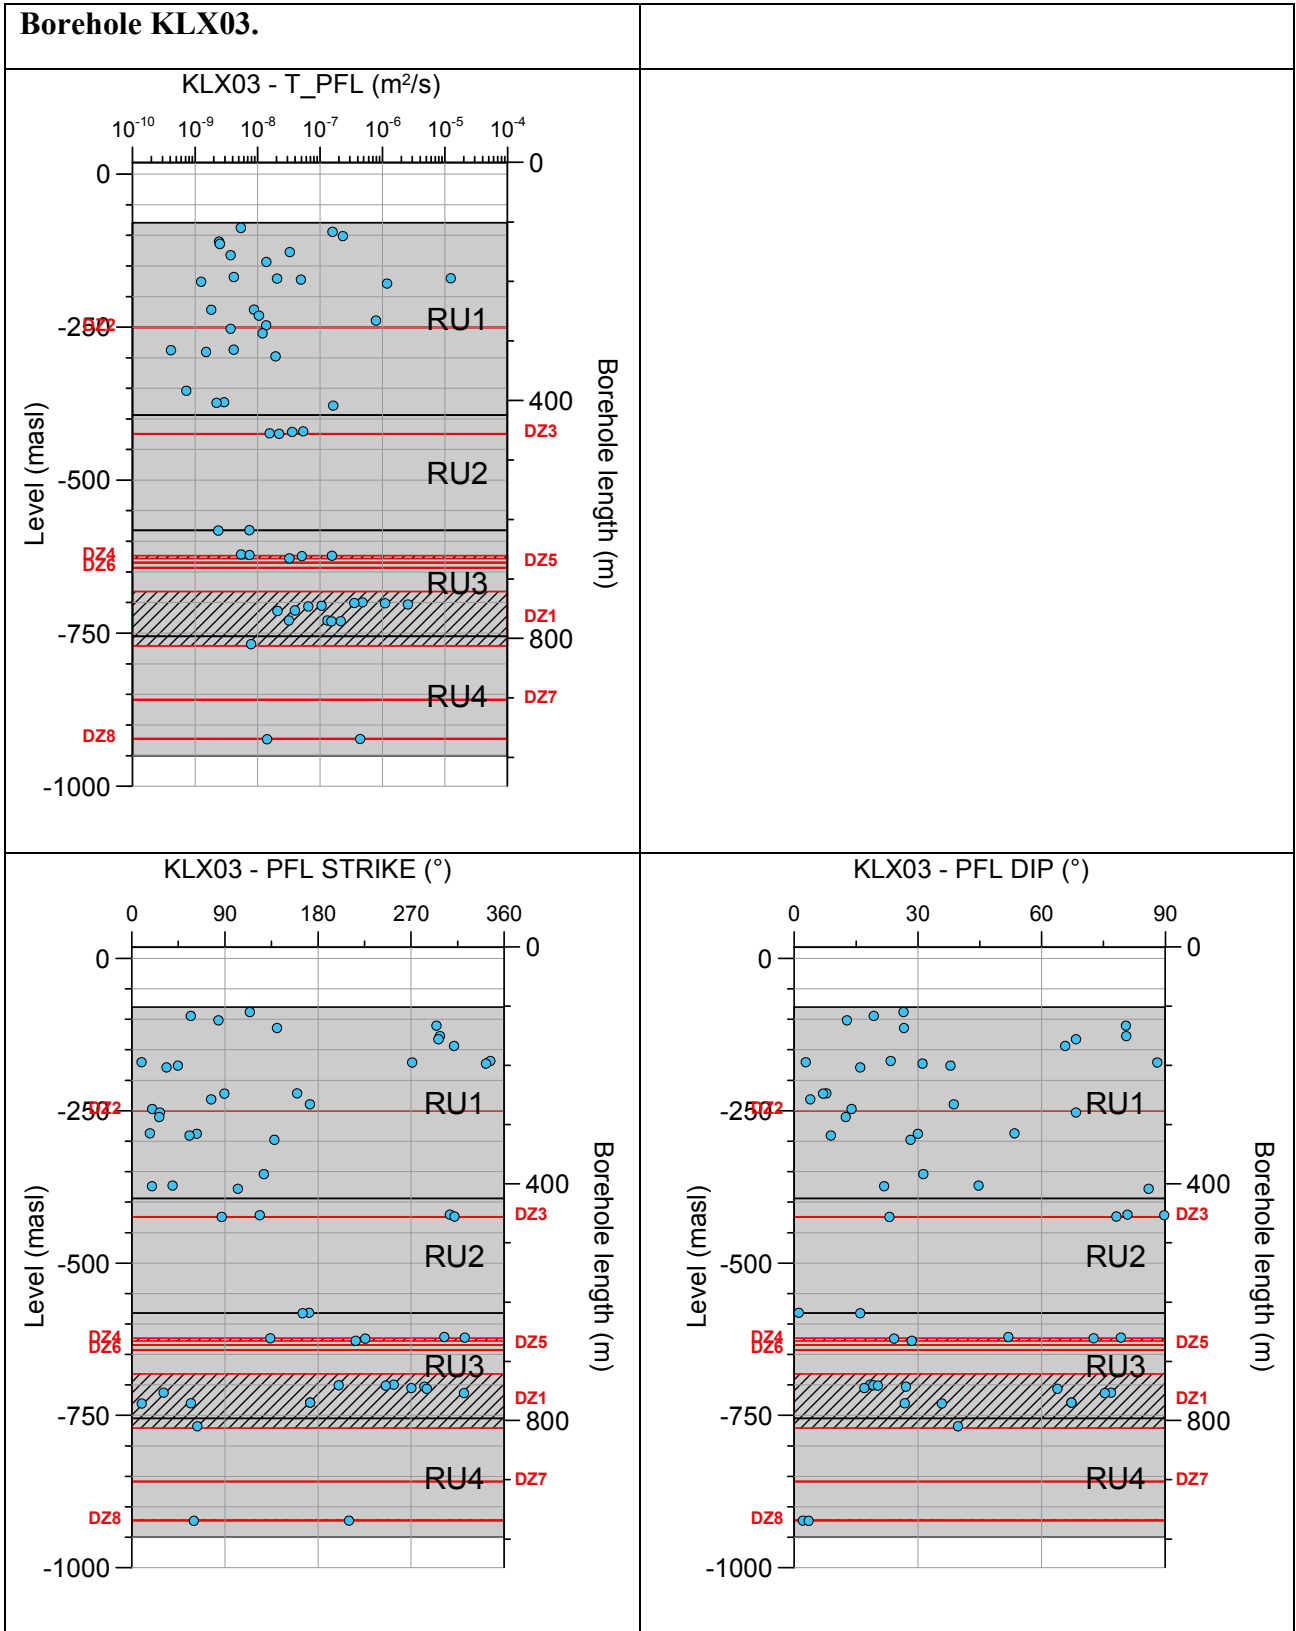 Borehole KLX03.
KLX03 - T_PFL (m²/s)
10⁻¹⁰ 10⁻⁹ 10⁻⁸ 10⁻⁷ 10⁻⁶ 10⁻⁵ 10⁻⁴
0
0
RU1
-250
DZ2
400
DZ3
RU2
-500
DZ4
DZ5
DZ6
RU3
DZ1
-750
800
RU4
DZ7
DZ8
-1000
Level (masl)
Borehole length (m)
KLX03 - PFL STRIKE (°)
0 90 180 270 360
0
0
RU1
-250
DZ2
400
DZ3
RU2
-500
DZ4
DZ5
DZ6
RU3
DZ1
-750
800
RU4
DZ7
DZ8
-1000
Level (masl)
Borehole length (m)
KLX03 - PFL DIP (°)
0 30 60 90
0
0
RU1
-250
DZ2
400
DZ3
RU2
-500
DZ4
DZ5
DZ6
RU3
DZ1
-750
800
RU4
DZ7
DZ8
-1000
Level (masl)
Borehole length (m)